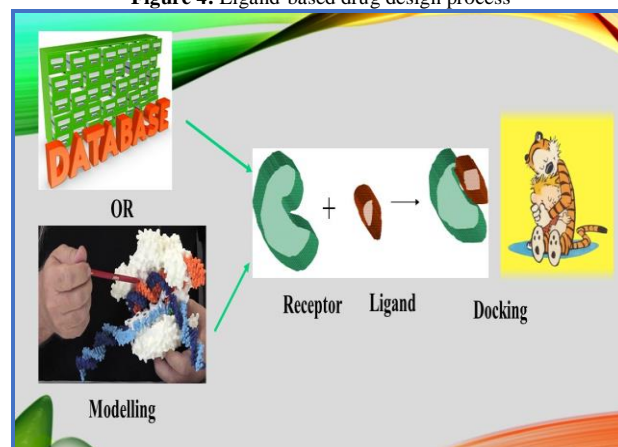 Figure 4. Ligand-based drug design process
DATABASE
OR
+
Receptor
Ligand
Docking
Modelling